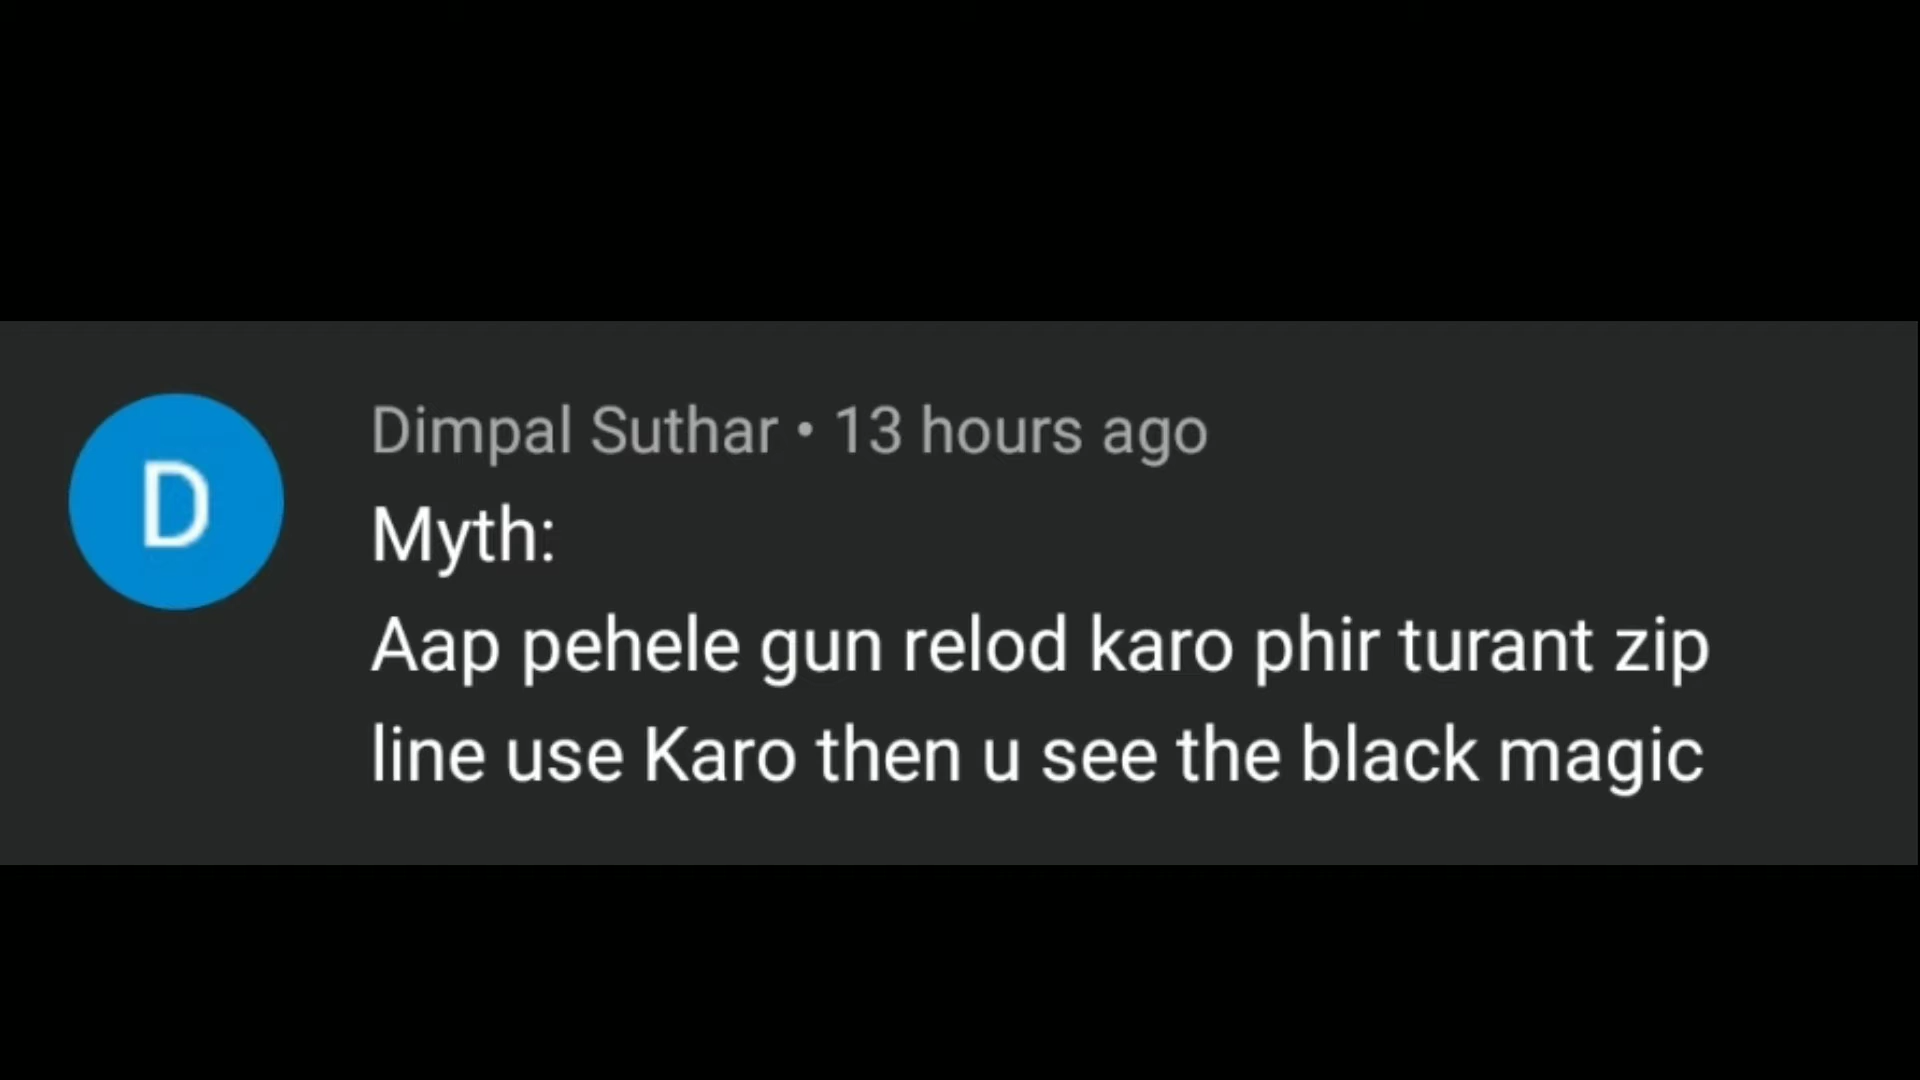 D
Dimpal Suthar • 13 hours ago
Myth:
Aap pehele gun relod karo phir turant zip
line use Karo then u see the black magic